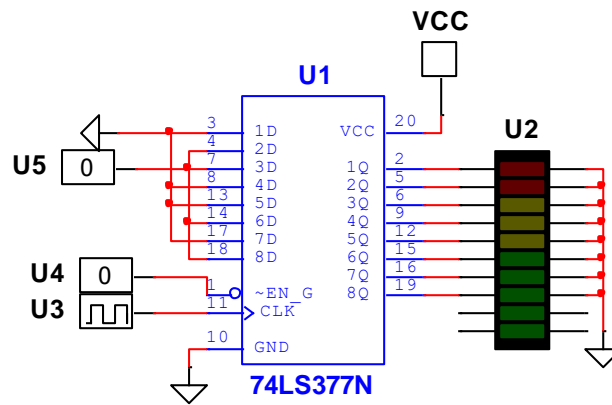 VCC
U1
U2
3 1D VCC 20
4 2D
U5 0 7 3D 1Q 2
8 4D 2Q 5
13 5D 3Q 6
14 6D 4Q 9
17 7D 5Q 12
18 8D 6Q 15
7Q 16
U4 0 1 ~EN_G 8Q 19
U3 11 CLK
10 GND
74LS377N